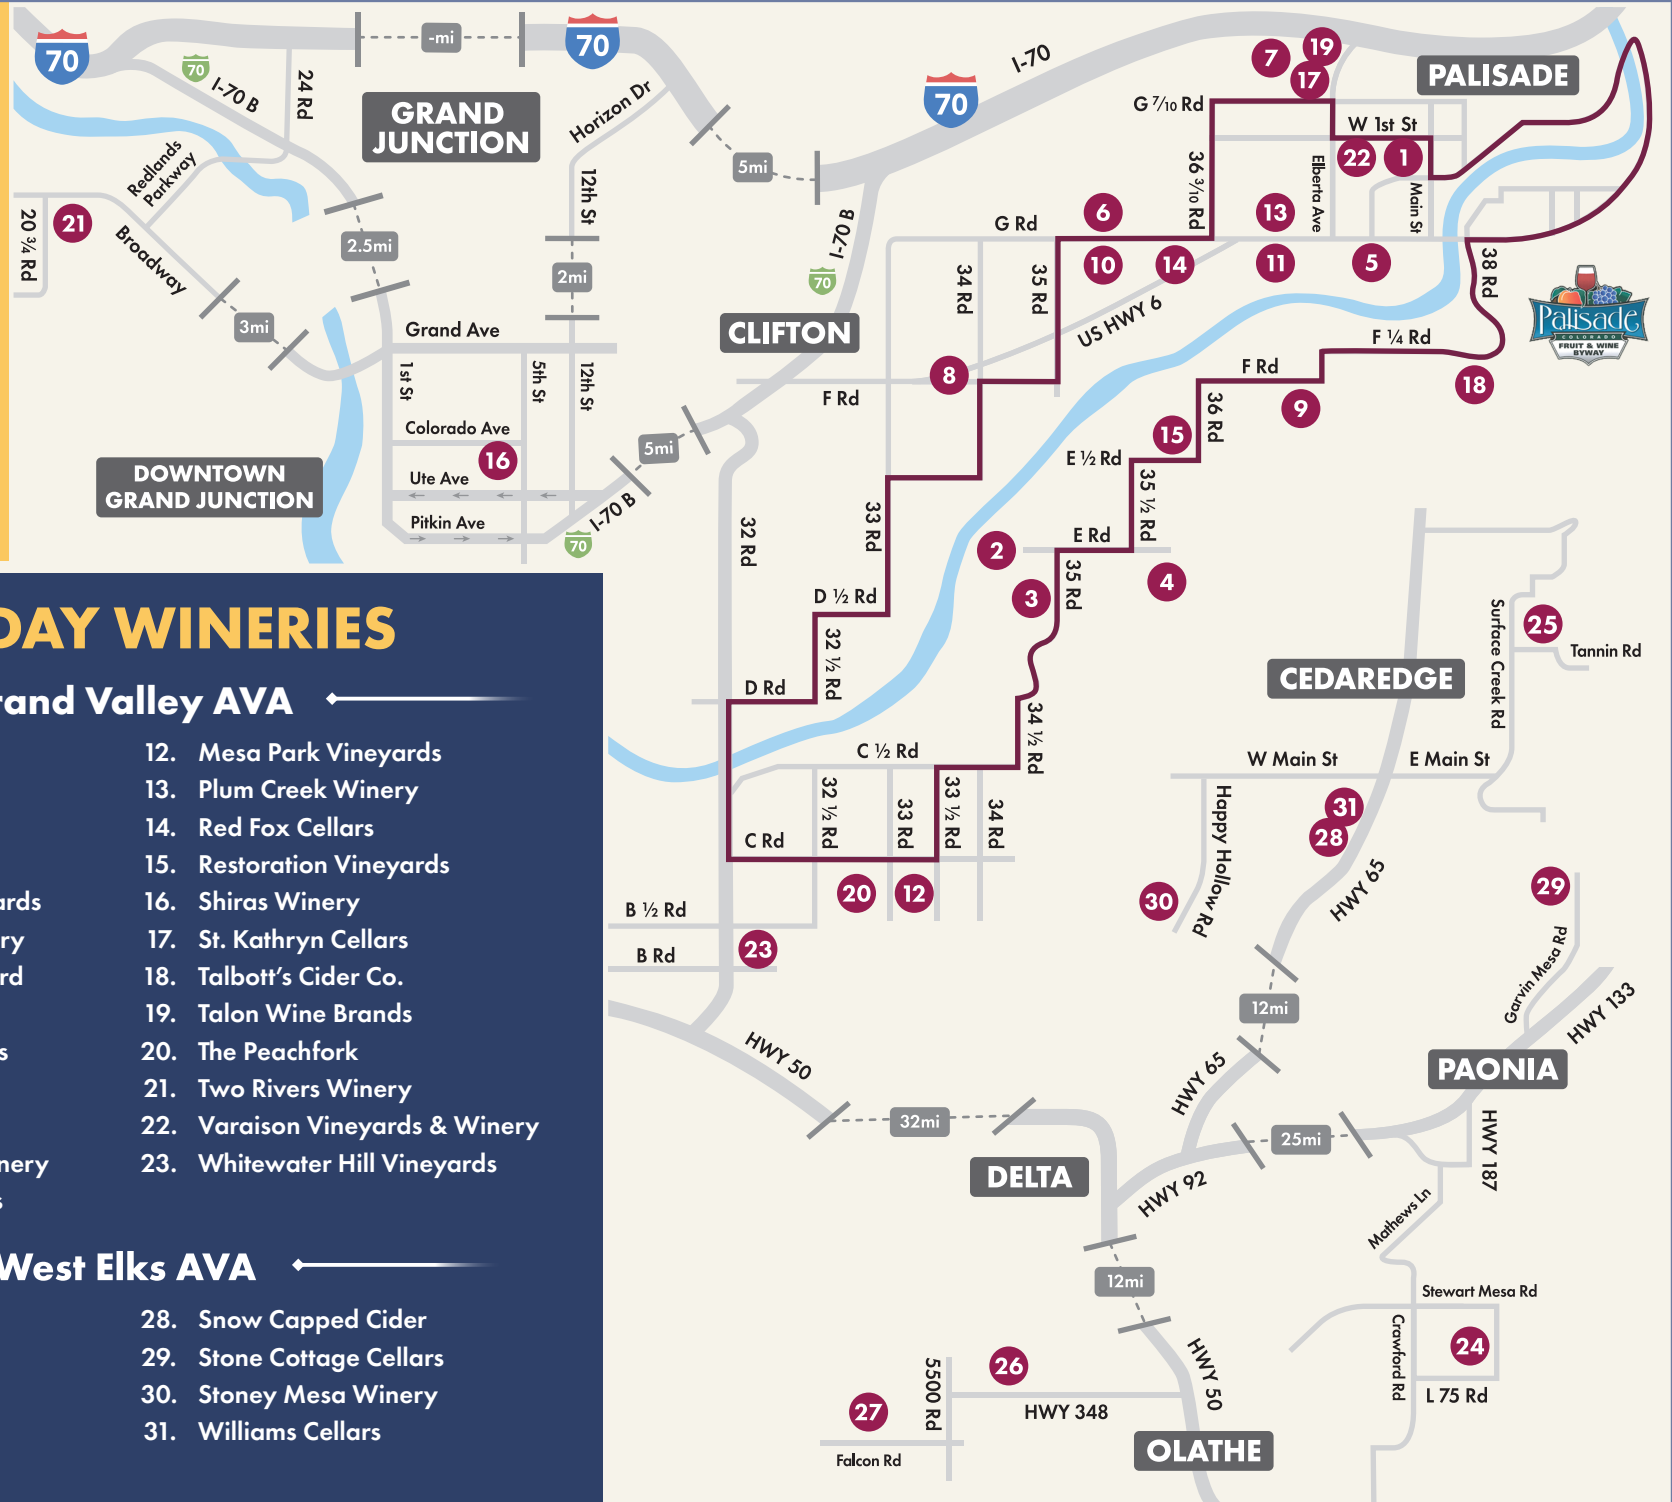 70
-mi
70
70
I-70 B
24 Rd
GRAND
JUNCTION
Horizon Dr
5mi
70
I-70
7
19
17
PALISADE
G 7/10 Rd
W 1st St
22
1
Redlands
Parkway
20 ¾ Rd
21
Broadway
2.5mi
12th St
2mi
3mi
I-70 B
70
CLIFTON
G Rd
6
36 3/10 Rd
13
Elberta Ave
Main St
10
14
11
5
34 Rd
35 Rd
US HWY 6
38 Rd
Palisade
COLORADO
FRUIT & WINE
BYWAY
Grand Ave
1st St
5th St
12th St
8
F Rd
F ¼ Rd
F Rd
18
9
36 Rd
15
Colorado Ave
16
Ute Ave
Pitkin Ave
DOWNTOWN
GRAND JUNCTION
5mi
I-70 B
70
E ½ Rd
35 ½ Rd
E Rd
2
3
35 Rd
4
32 Rd
33 Rd
D ½ Rd
32 ½ Rd
D Rd
34 ½ Rd
C ½ Rd
32 ½ Rd
33 Rd
33 ½ Rd
34 Rd
C Rd
20
12
B ½ Rd
B Rd
23
HWY 50
32mi
DELTA
25
Surface Creek Rd
Tannin Rd
CEDAREDGE
W Main St
E Main St
31
28
Happy Hollow Rd
30
HWY 65
12mi
HWY 65
29
Garvin Mesa Rd
HWY 133
PAONIA
25mi
HWY 92
HWY 187
Mathews Ln
12mi
Stewart Mesa Rd
Crawford Rd
24
L 75 Rd
HWY 50
26
5500 Rd
HWY 348
27
Falcon Rd
OLATHE
DAY WINERIES
rand Valley AVA
ards
ry
rd
s
nery
s
12. Mesa Park Vineyards
13. Plum Creek Winery
14. Red Fox Cellars
15. Restoration Vineyards
16. Shiras Winery
17. St. Kathryn Cellars
18. Talbott's Cider Co.
19. Talon Wine Brands
20. The Peachfork
21. Two Rivers Winery
22. Varaison Vineyards & Winery
23. Whitewater Hill Vineyards
West Elks AVA
28. Snow Capped Cider
29. Stone Cottage Cellars
30. Stoney Mesa Winery
31. Williams Cellars